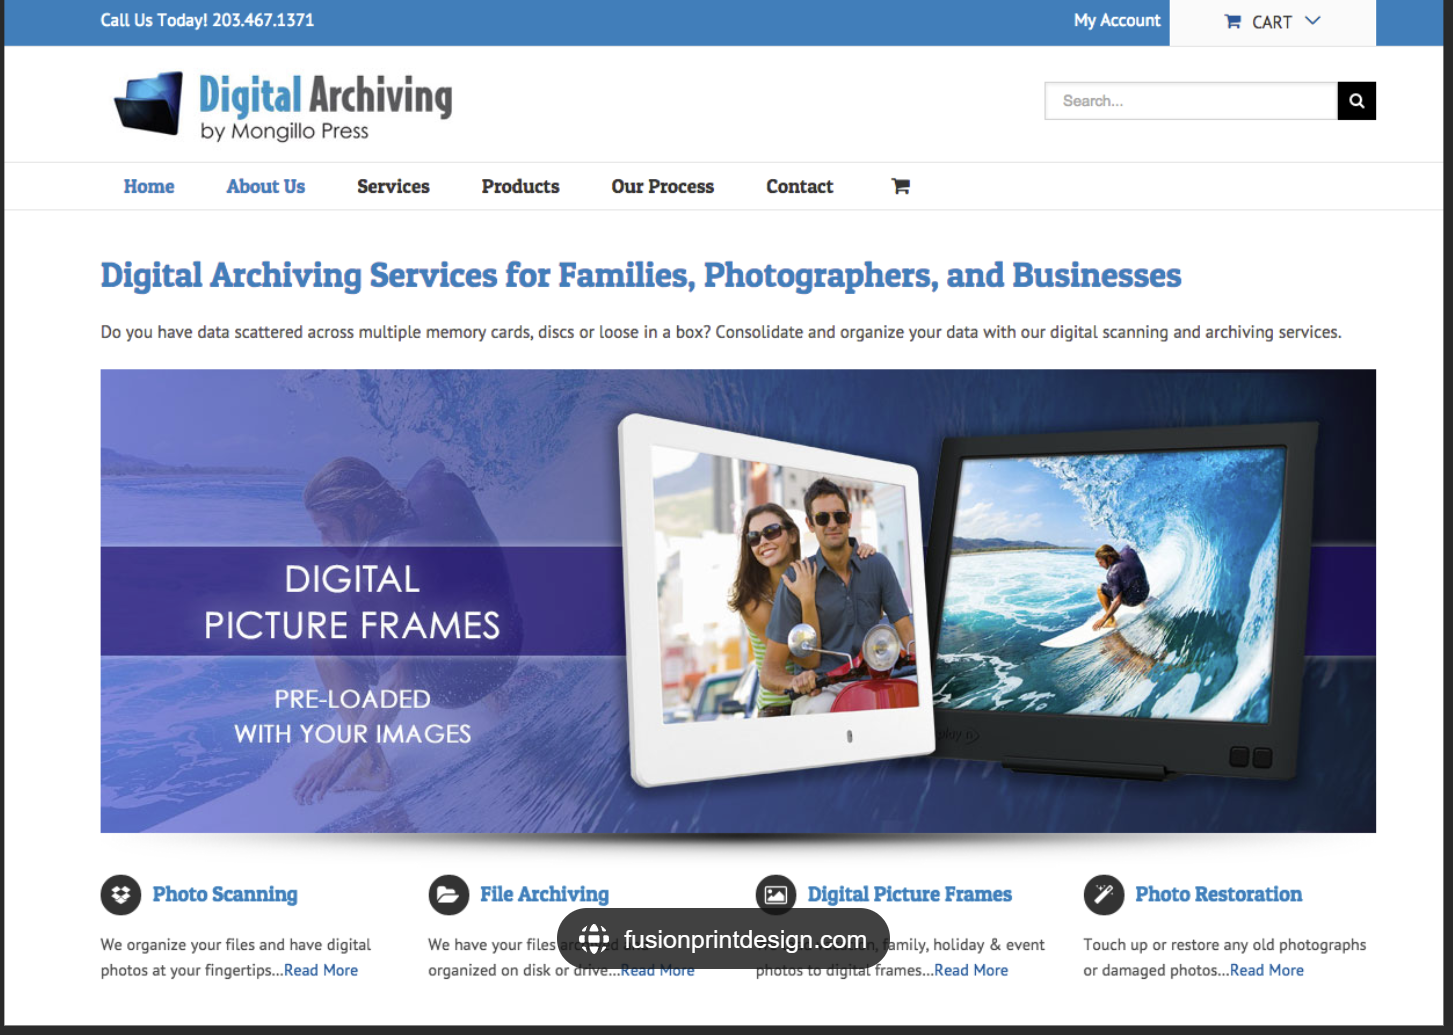 Call Us Today! 203.467.1371
My Account
CART
Digital Archiving
by Mongillo Press
Search...
Home
About Us
Services
Products
Our Process
Contact
Digital Archiving Services for Families, Photographers, and Businesses
Do you have data scattered across multiple memory cards, discs or loose in a box? Consolidate and organize your data with our digital scanning and archiving services.
DIGITAL
PICTURE FRAMES
PRE-LOADED
WITH YOUR IMAGES
Photo Scanning
We organize your files and have digital
photos at your fingertips...Read More
File Archiving
We have your files
organized on disk or drive...Read More
Digital Picture Frames
family, holiday & event
photos to digital frames...Read More
Photo Restoration
Touch up or restore any old photographs
or damaged photos...Read More
fusionprintdesign.com